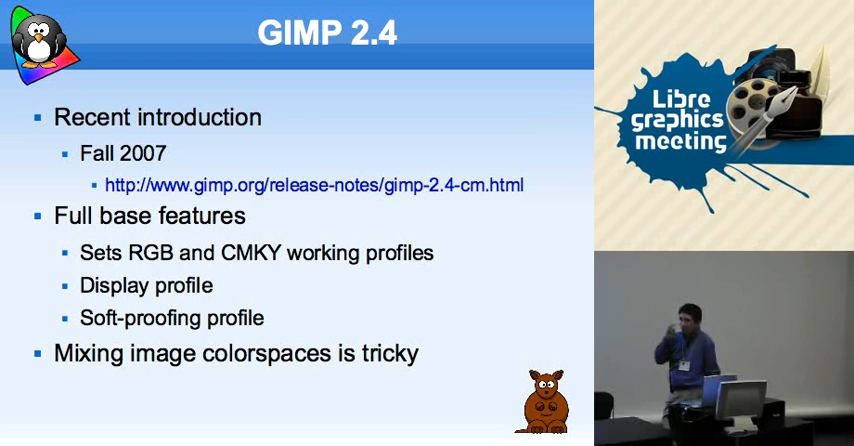 GIMP 2.4
Recent introduction
Fall 2007
http://www.gimp.org/release-notes/gimp-2.4-cm.html
Full base features
Sets RGB and CMKY working profiles
Display profile
Soft-proofing profile
Mixing image colorspaces is tricky
Libre
graphics
meeting